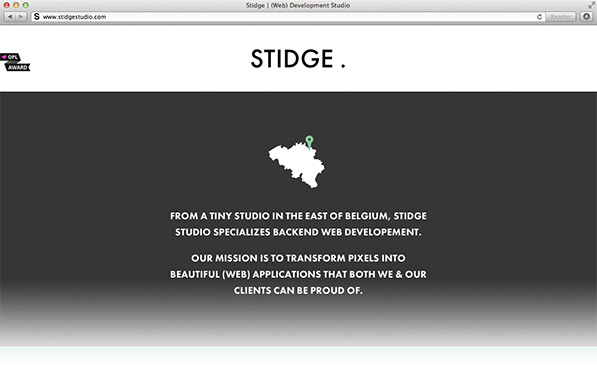 Stidge | (Web) Development Studio
S www.stidgestudio.com
Reader
OPL
AWARD
STIDGE .
FROM A TINY STUDIO IN THE EAST OF BELGIUM, STIDGE
STUDIO SPECIALIZES BACKEND WEB DEVELOPEMENT.
OUR MISSION IS TO TRANSFORM PIXELS INTO
BEAUTIFUL (WEB) APPLICATIONS THAT BOTH WE & OUR
CLIENTS CAN BE PROUD OF.